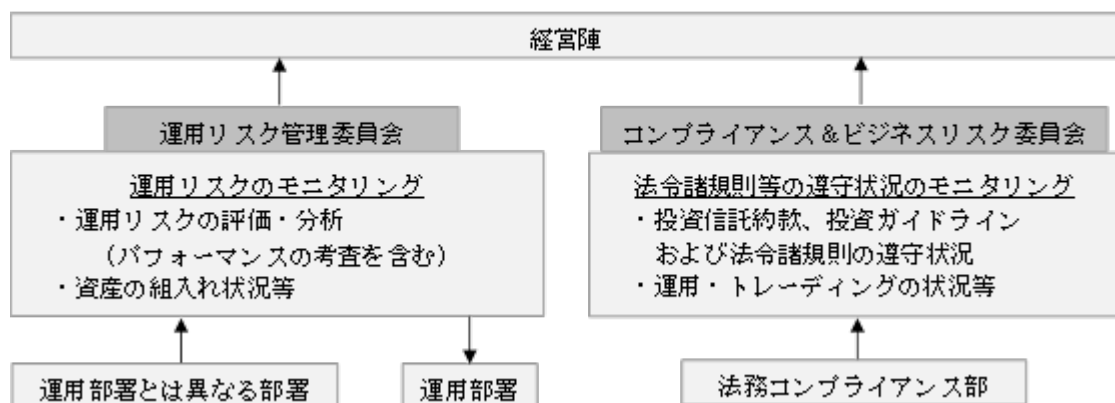 経営陣
運用リスク管理委員会
運用リスクのモニタリング
・運用リスクの評価・分析
(パフォーマンスの考査を含む)
・資産の組入れ状況等
運用部署とは異なる部署
運用部署
コンプライアンス&ビジネスリスク委員会
法令諸規則等の遵守状況のモニタリング
・投資信託約款、投資ガイドライン
および法令諸規則の遵守状況
・運用・トレーディングの状況等
法務コンプライアンス部